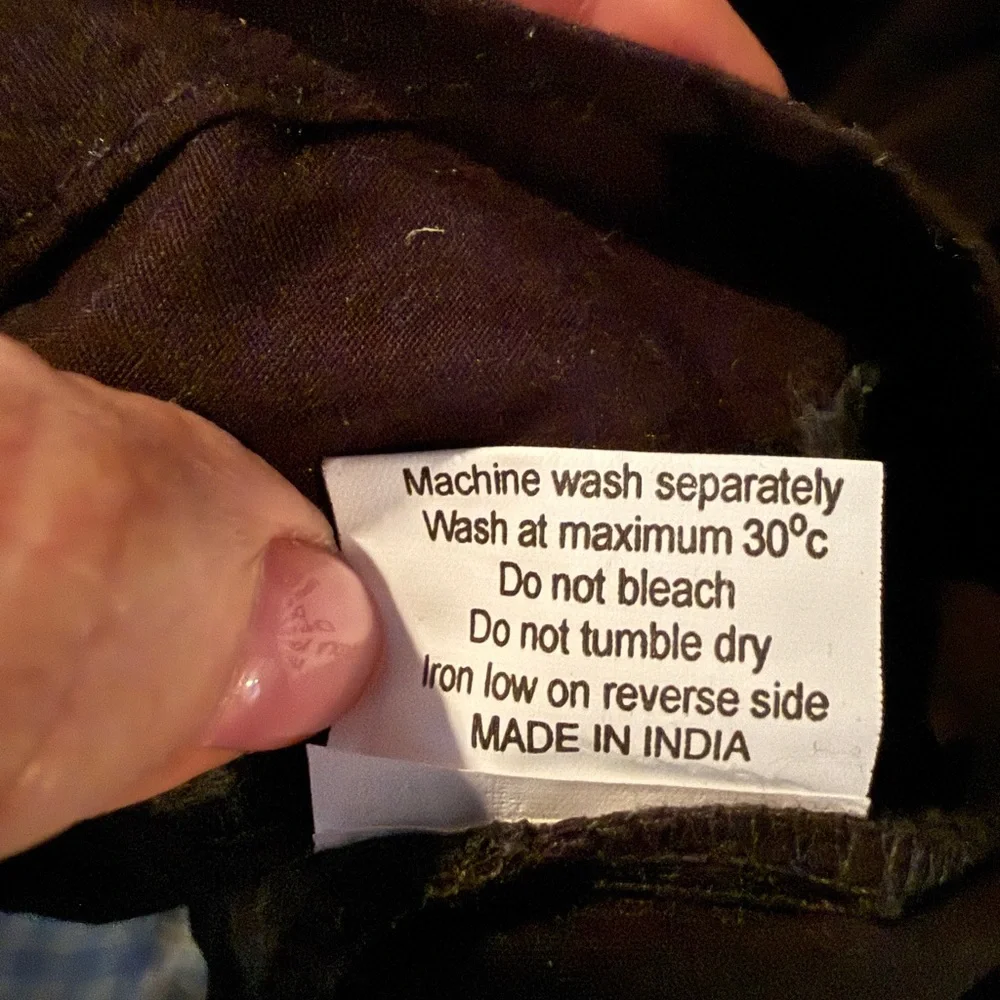 Machine wash separately
Wash at maximum 30ºc
Do not bleach
Do not tumble dry
Iron low on reverse side
MADE IN INDIA